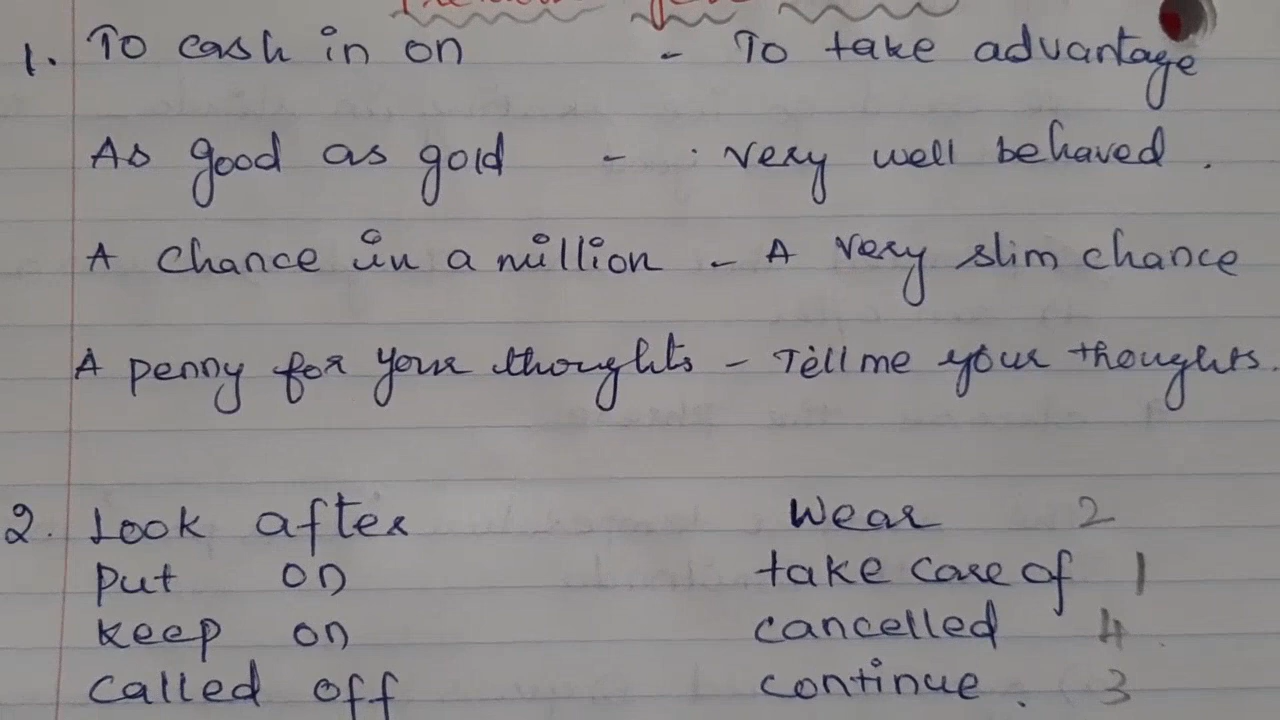 1. To cash in on - To take advantage
As good as gold - very well behaved.
A chance in a million - A very slim chance
A penny for your thoughts - Tell me your thoughts.
2. Look after Wear 2
put on take care of 1
keep on cancelled 4
called off continue. 3